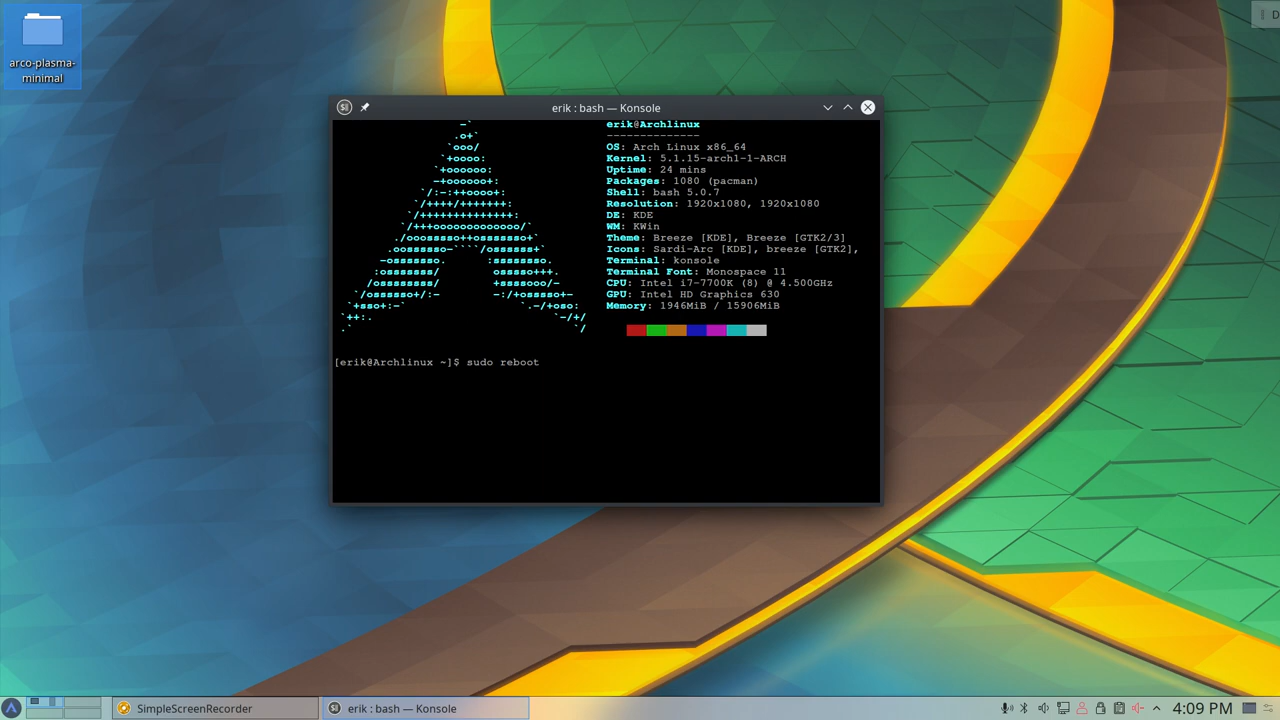 D
arco-plasma-
minimal
erik : bash — Konsole
erik@Archlinux
--------------
OS: Arch Linux x86_64
Kernel: 5.1.15-arch1-1-ARCH
Uptime: 24 mins
Packages: 1080 (pacman)
Shell: bash 5.0.7
Resolution: 1920x1080, 1920x1080
DE: KDE
WM: KWin
Theme: Breeze [KDE], Breeze [GTK2/3]
Icons: Sardi-Arc [KDE], breeze [GTK2],
Terminal: konsole
Terminal Font: Monospace 11
CPU: Intel i7-7700K (8) @ 4.500GHz
GPU: Intel HD Graphics 630
Memory: 1946MiB / 15906MiB
[erik@Archlinux ~]$ sudo reboot
SimpleScreenRecorder
erik : bash — Konsole
4:09 PM